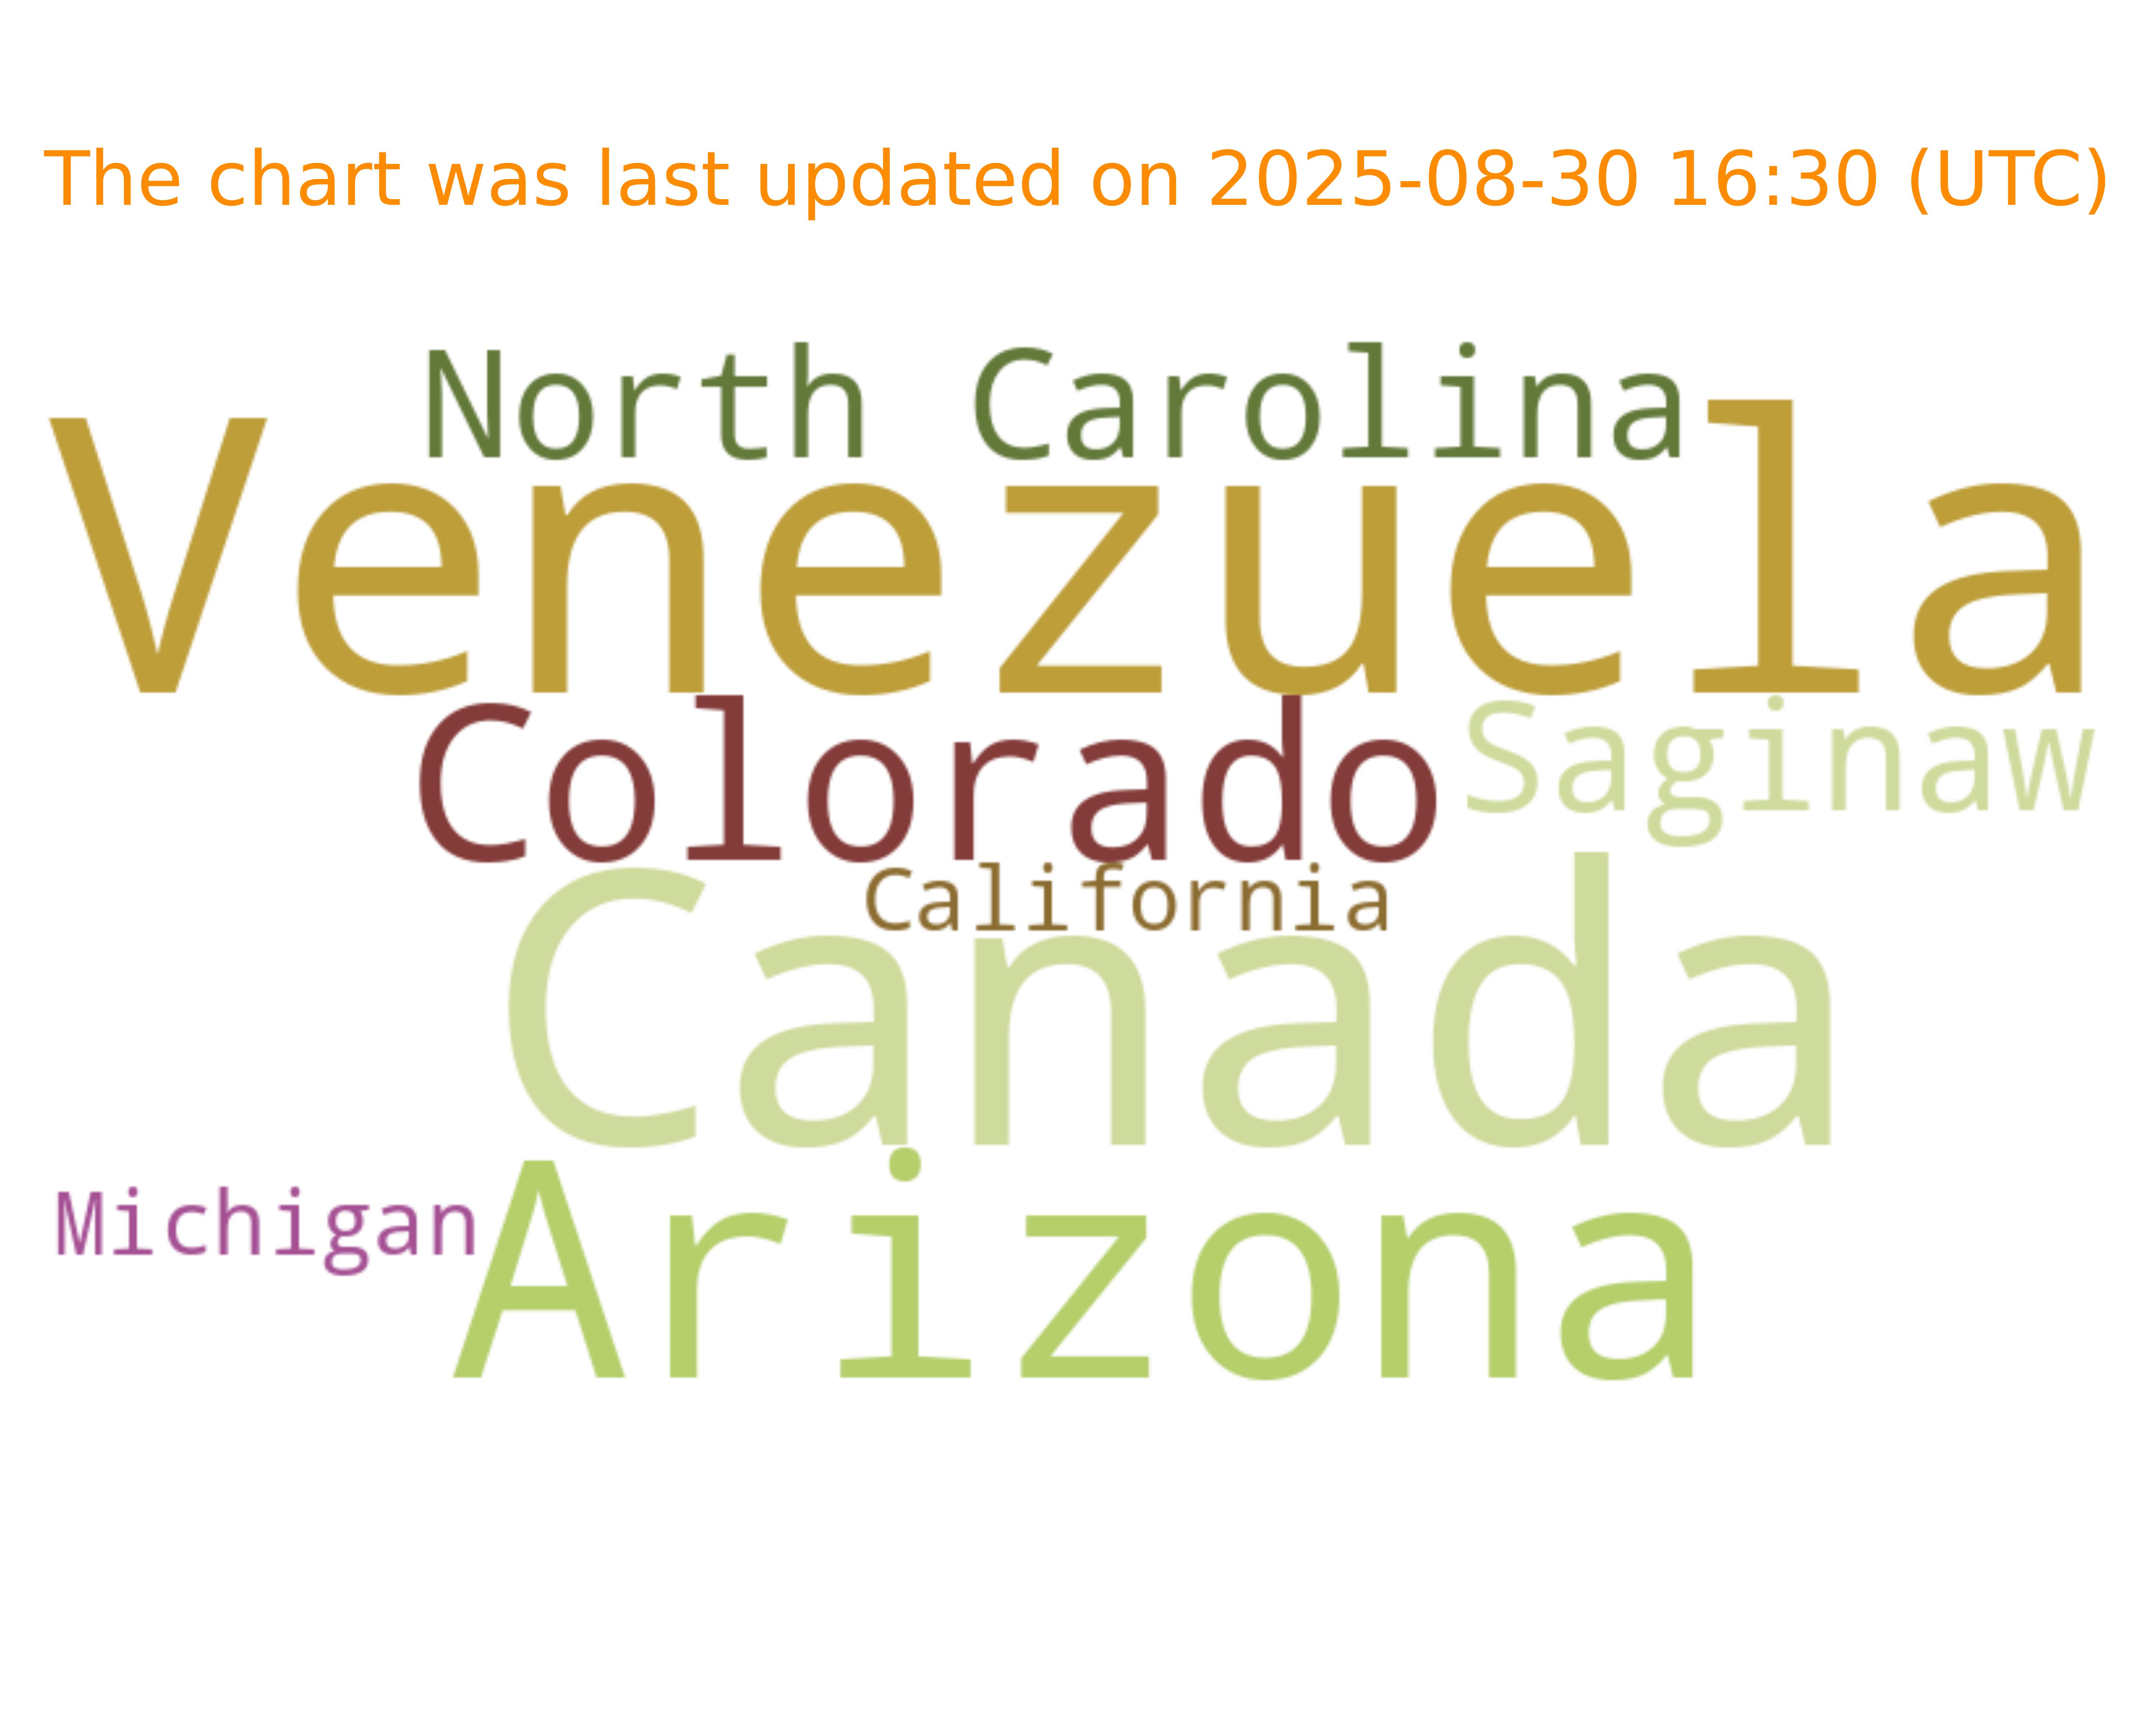 The chart was last updated on 2025-08-30 16:30 (UTC)
North Carolina
Venezuela
Colorado
Saginaw
California
Canada
Michigan
Arizona